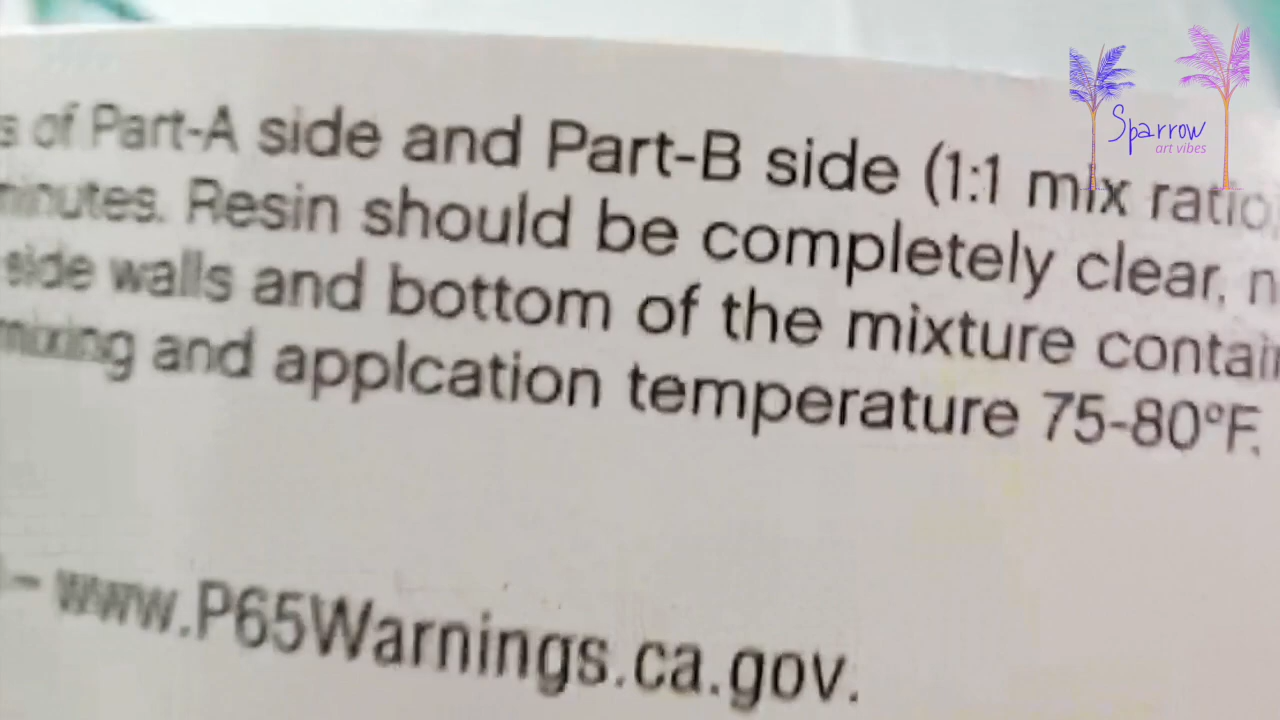 s of Part-A side and Part-B side (1:1 mix ratio
minutes. Resin should be completely clear, n
side walls and bottom of the mixture contain
mixing and applcation temperature 75-80°F.
– www.P65Warnings.ca.gov.
Sparrow
art vibes